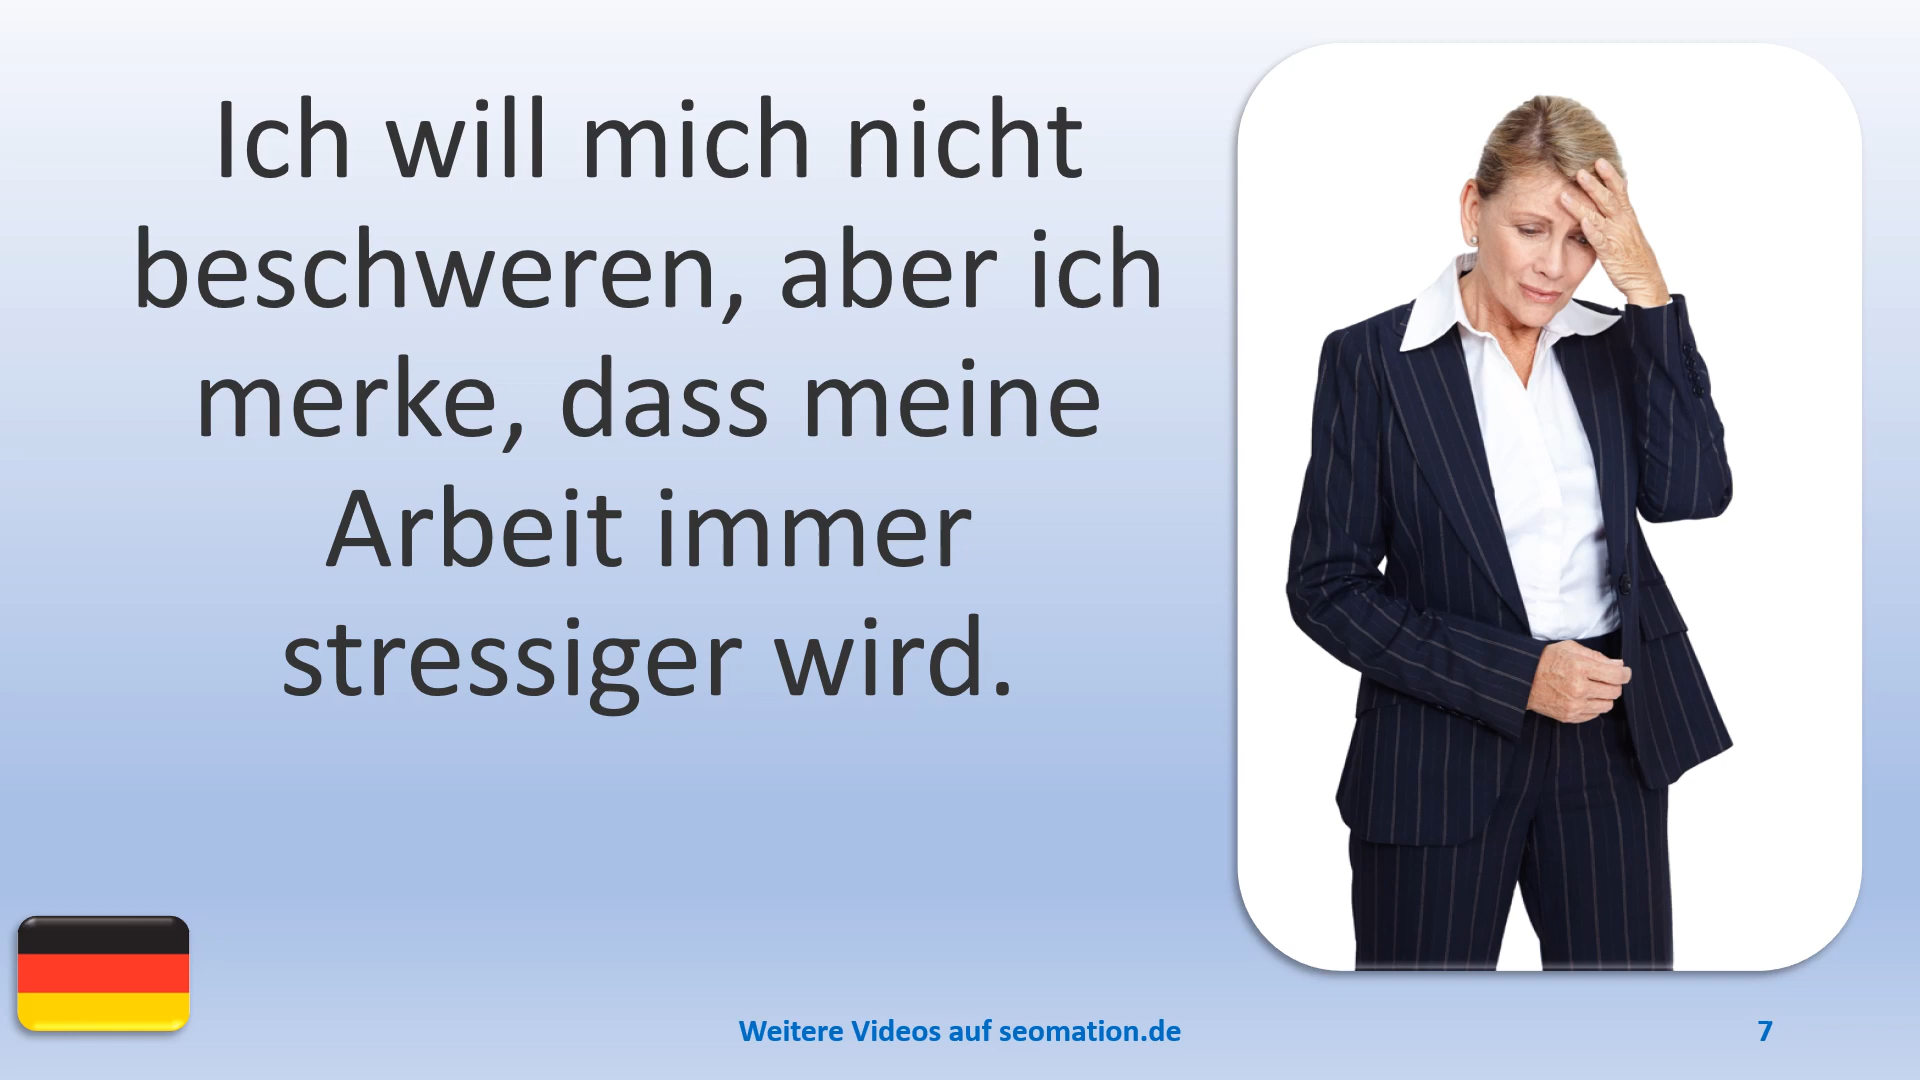 Ich will mich nicht
beschweren, aber ich
merke, dass meine
Arbeit immer
stressiger wird.
Weitere Videos auf seomation.de
7